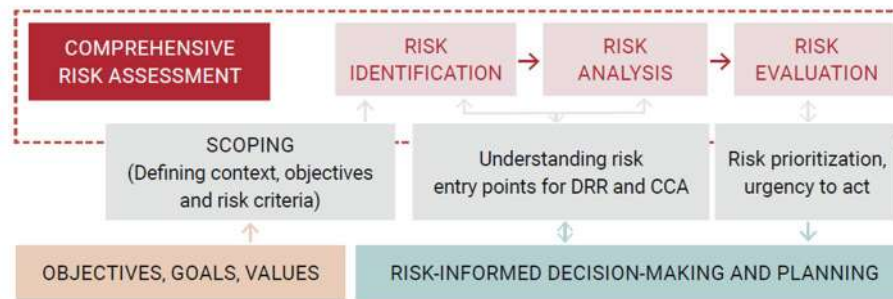 COMPREHENSIVE
RISK ASSESSMENT
RISK
IDENTIFICATION
RISK
ANALYSIS
RISK
EVALUATION
SCOPING
(Defining context, objectives
and risk criteria)
Understanding risk
entry points for DRR and CCA
Risk prioritization,
urgency to act
OBJECTIVES, GOALS, VALUES
RISK-INFORMED DECISION-MAKING AND PLANNING